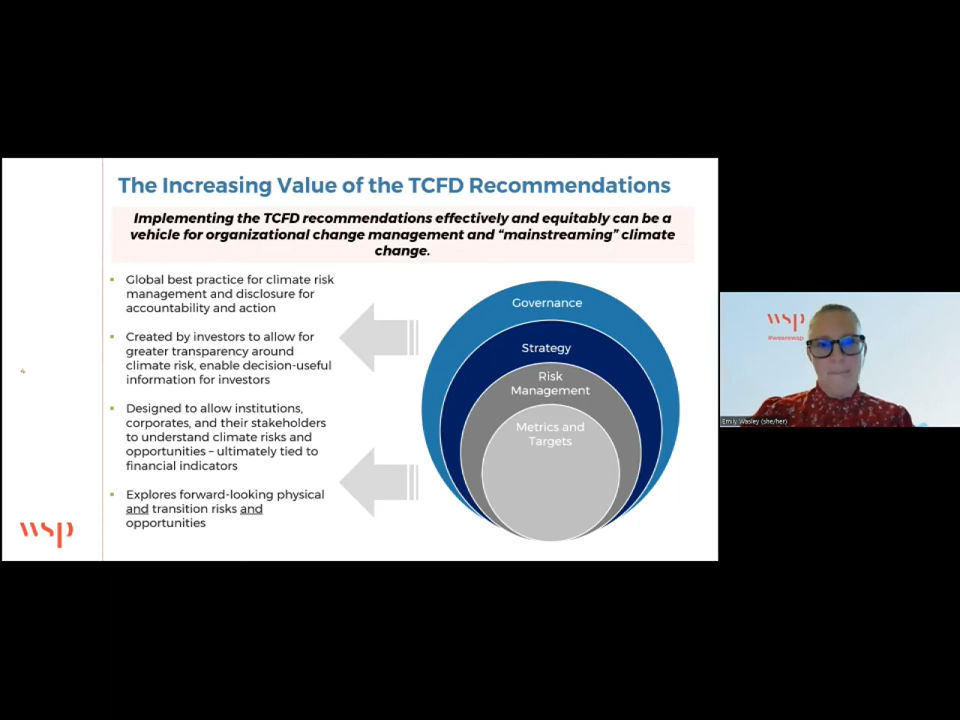 The Increasing Value of the TCFD Recommendations
Implementing the TCFD recommendations effectively and equitably can be a
vehicle for organizational change management and “mainstreaming” climate
change.
Global best practice for climate risk
management and disclosure for
accountability and action
Created by investors to allow for
greater transparency around
climate risk, enable decision-useful
information for investors
Designed to allow institutions,
corporates, and their stakeholders
to understand climate risks and
opportunities – ultimately tied to
financial indicators
Explores forward-looking physical
and transition risks and
opportunities
Governance
Strategy
Risk
Management
Metrics and
Targets
4
wsp
wsp
#wearewsp
Emily Wasley (she/her)